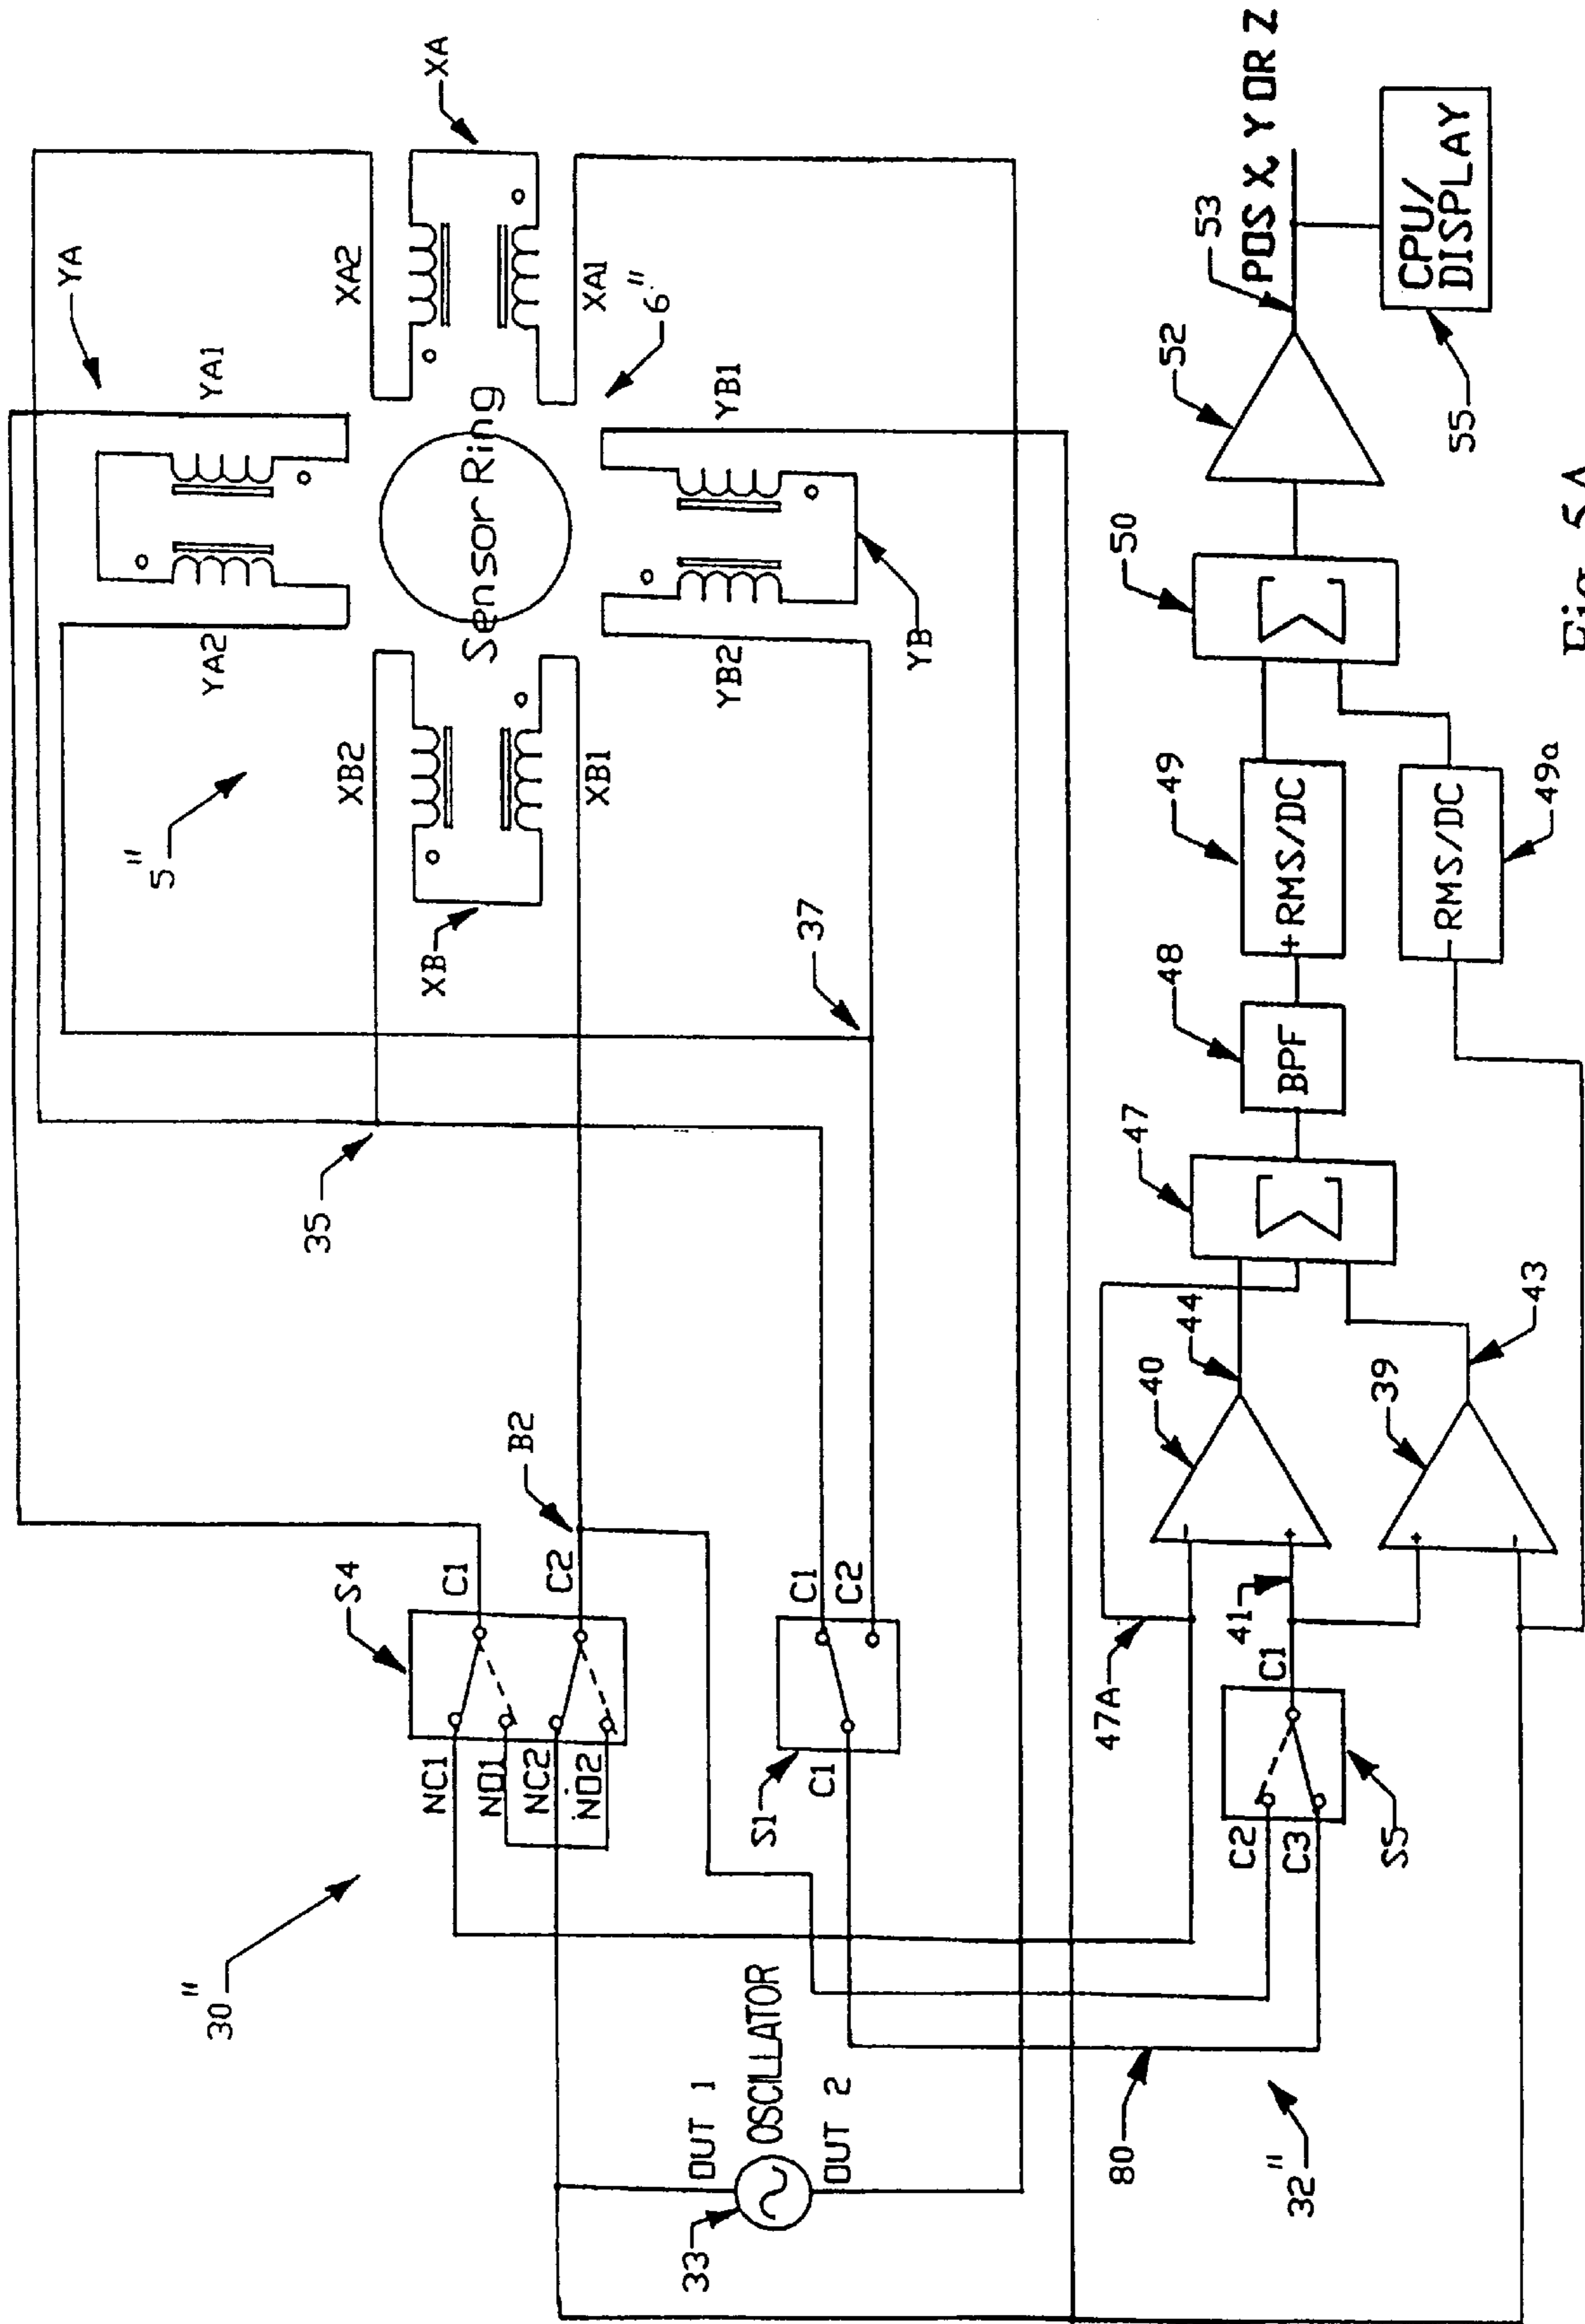 30"
S4
NC1
NO1
NC2
NO2
C1
C2
B2
35
5"
YA
YA1
YA2
XA
XA2
XA1
6"
XB2
XB1
XB
Sensor Ring
YB1
YB2
YB
37
33
OUT 1
OSCILLATOR
OUT 2
S1
C1
C1
C2
80
32"
C2
C3
C1
S5
41
47A
-
+
40
44
+
-
39
43
47
Σ
BPF
48
+RMS/DC
49
-RMS/DC
49a
50
Σ
52
53
POS X, Y OR Z
CPU/
DISPLAY
55
Fig. 5A